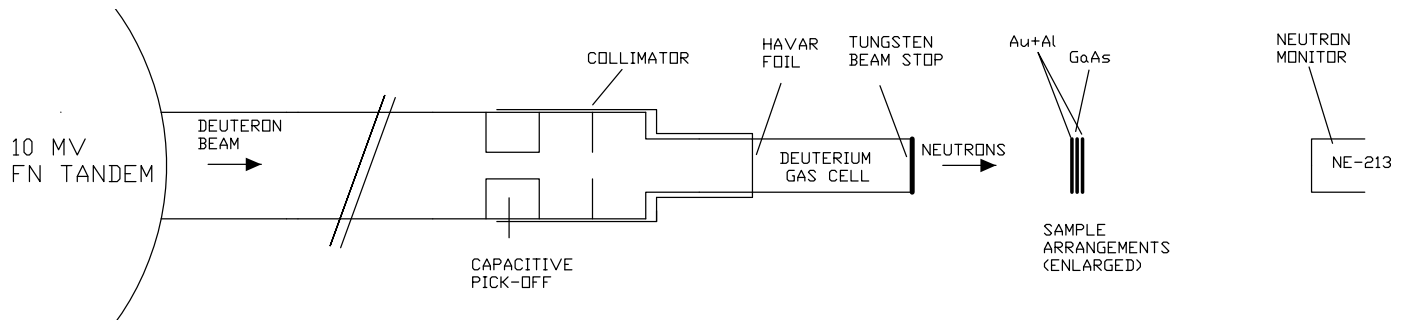 10 MV
FN TANDEM
DEUTERON
BEAM
CAPACITIVE
PICK-OFF
COLLIMATOR
HAVAR
FOIL
TUNGSTEN
BEAM STOP
DEUTERIUM
GAS CELL
NEUTRONS
Au+Al
GaAs
SAMPLE
ARRANGEMENTS
(ENLARGED)
NEUTRON
MONITOR
NE-213